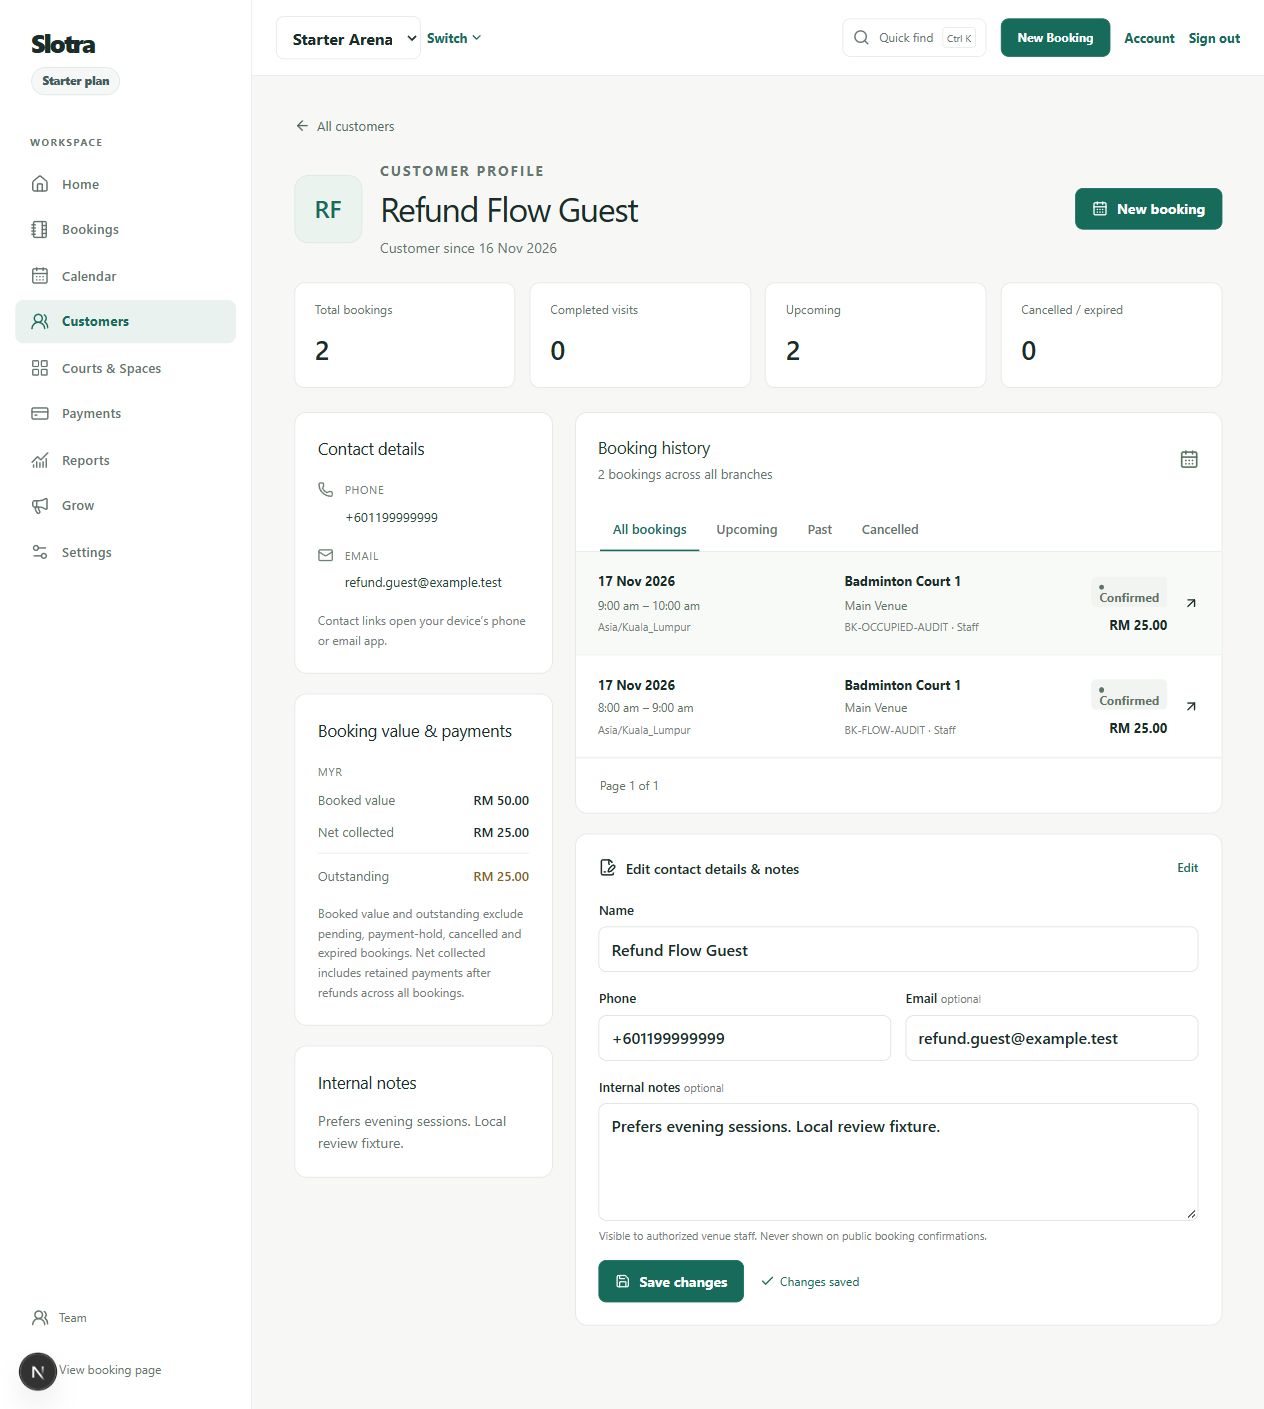 Slotra
Starter plan
WORKSPACE
Home
Bookings
Calendar
Customers
Courts & Spaces
Payments
Reports
Grow
Settings
Team
View booking page
N
Starter Arena
Switch
Quick find
Ctrl K
New Booking
Account
Sign out
All customers
RF
CUSTOMER PROFILE
Refund Flow Guest
Customer since 16 Nov 2026
New booking
Total bookings
2
Completed visits
0
Upcoming
2
Cancelled / expired
0
Contact details
PHONE
+601199999999
EMAIL
refund.guest@example.test
Contact links open your device's phone
or email app.
Booking value & payments
MYR
Booked value RM 50.00
Net collected RM 25.00
Outstanding RM 25.00
Booked value and outstanding exclude
pending, payment-hold, cancelled and
expired bookings. Net collected
includes retained payments after
refunds across all bookings.
Internal notes
Prefers evening sessions. Local
review fixture.
Booking history
2 bookings across all branches
All bookings
Upcoming
Past
Cancelled
17 Nov 2026
9:00 am – 10:00 am
Asia/Kuala_Lumpur
Badminton Court 1
Main Venue
BK-OCCUPIED-AUDIT · Staff
Confirmed
RM 25.00
17 Nov 2026
8:00 am – 9:00 am
Asia/Kuala_Lumpur
Badminton Court 1
Main Venue
BK-FLOW-AUDIT · Staff
Confirmed
RM 25.00
Page 1 of 1
Edit contact details & notes
Edit
Name
Refund Flow Guest
Phone
+601199999999
Email optional
refund.guest@example.test
Internal notes optional
Prefers evening sessions. Local review fixture.
Visible to authorized venue staff. Never shown on public booking confirmations.
Save changes
Changes saved